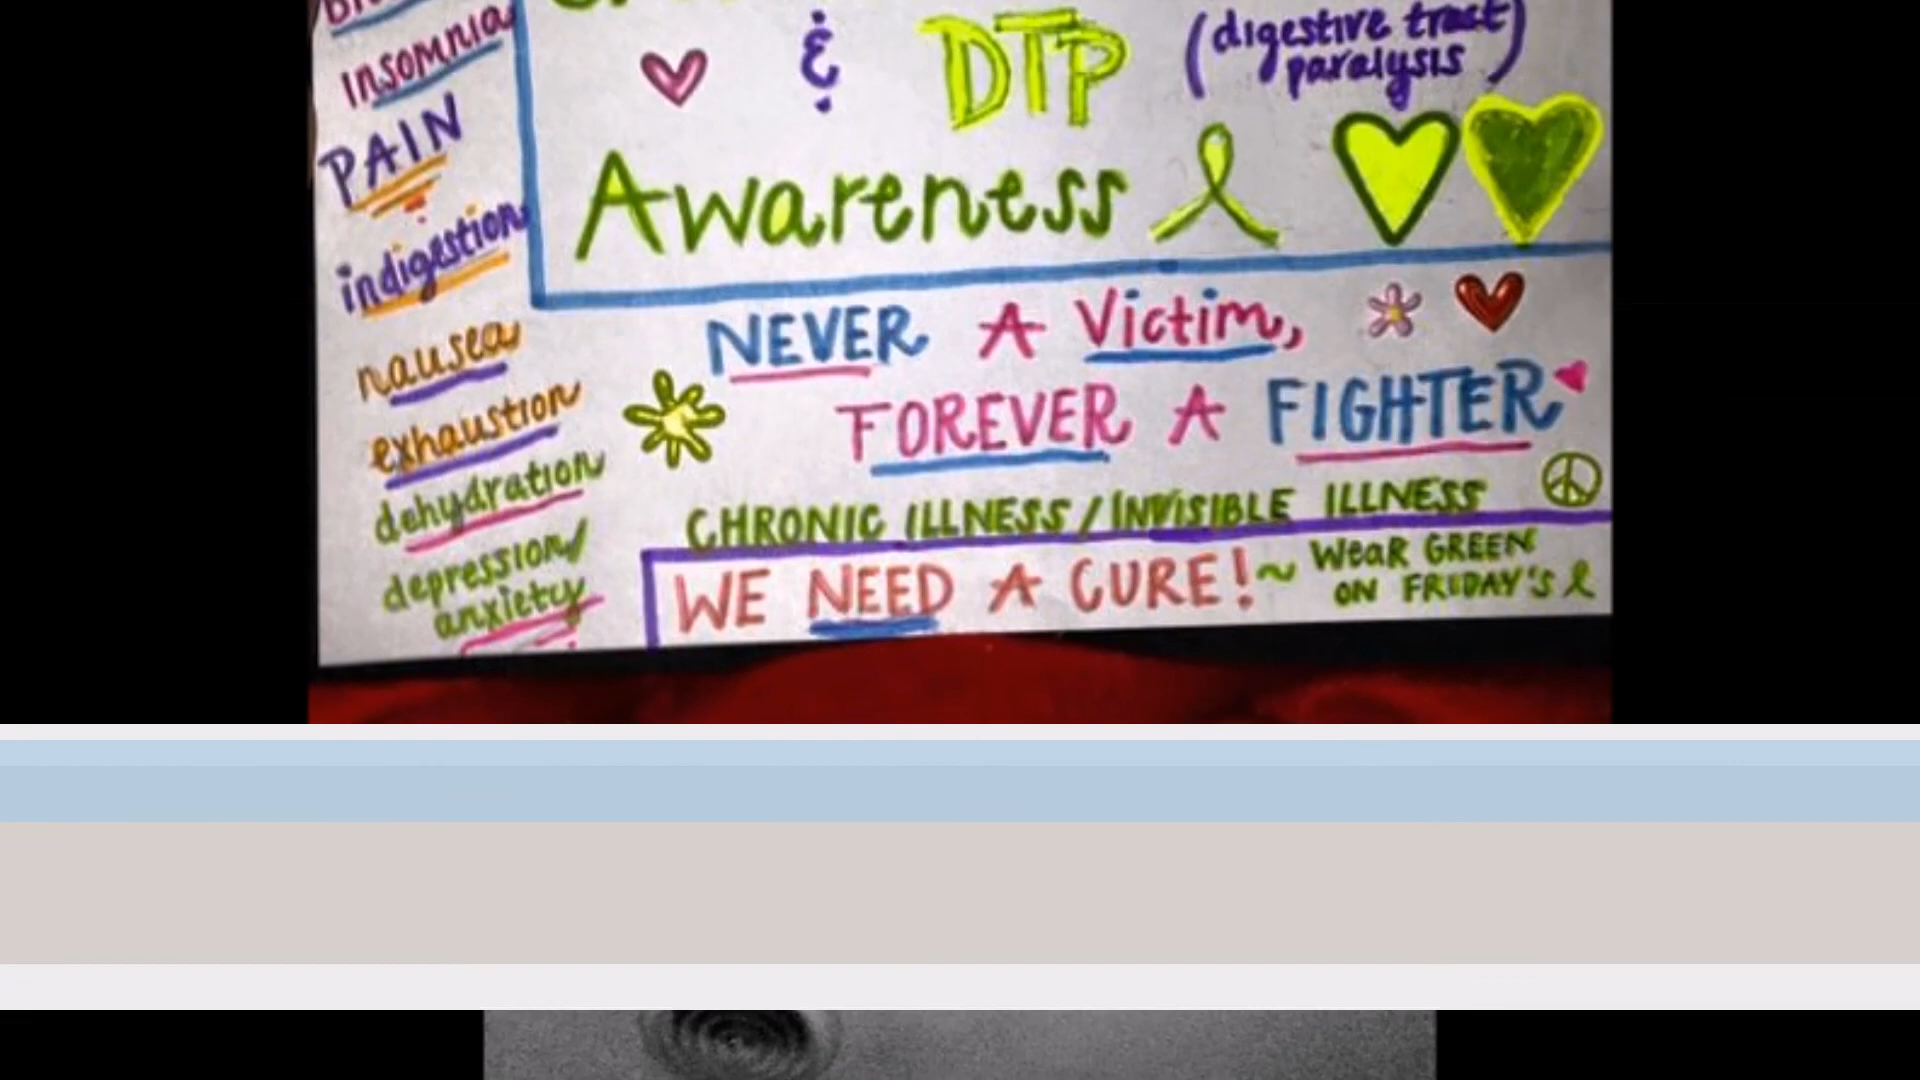 insomnia
PAIN
indigestion
nausea
exhaustion
dehydration
depression/
anxiety
& DTP (digestive tract
paralysis)
Awareness
NEVER A Victim,
FOREVER A FIGHTER
CHRONIC ILLNESS / INVISIBLE ILLNESS
WE NEED A CURE! ~ WeaR GREEN
ON FRIDAY'S